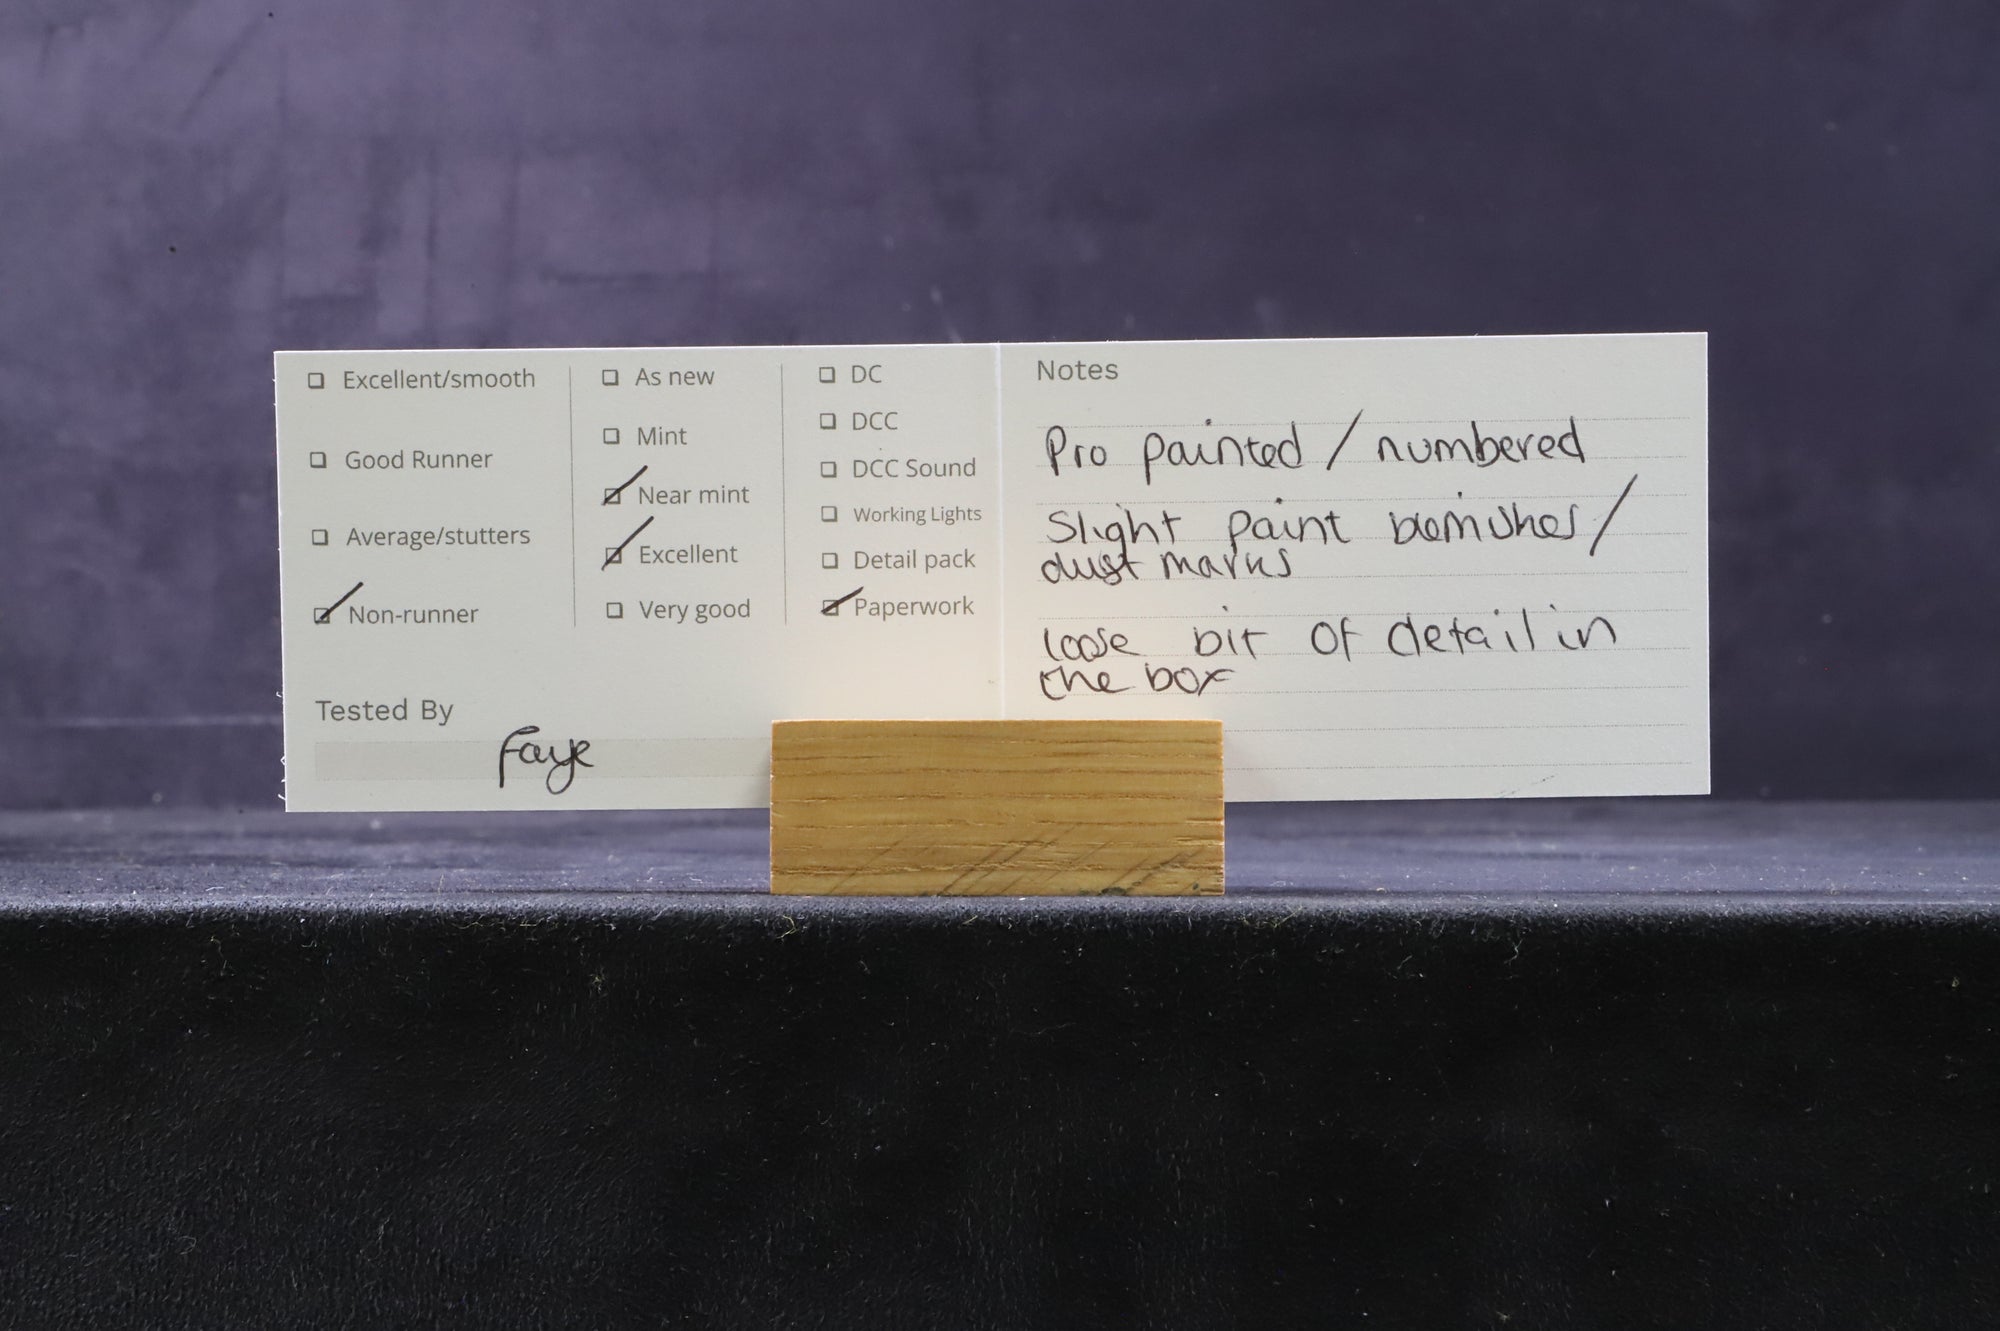 Excellent/smooth
Good Runner
Average/stutters
Non-runner
As new
Mint
Near mint
Excellent
Very good
DC
DCC
DCC Sound
Working Lights
Detail pack
Paperwork
Tested By
Faye
Notes
Pro painted / numbered
Slight paint blemishes /
dust marks
loose bit of detail in
the box